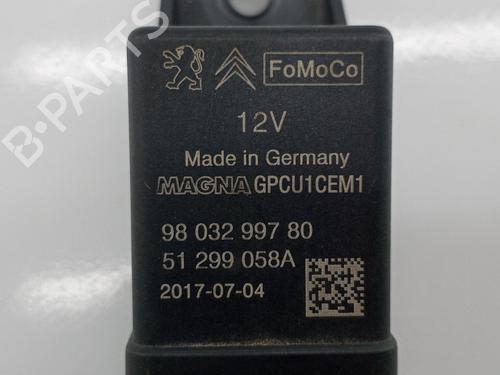 FoMoCo
12V
Made in Germany
MAGNA GPCU1CEM1
98 032 997 80
51 299 058A
2017-07-04
B-PARTS